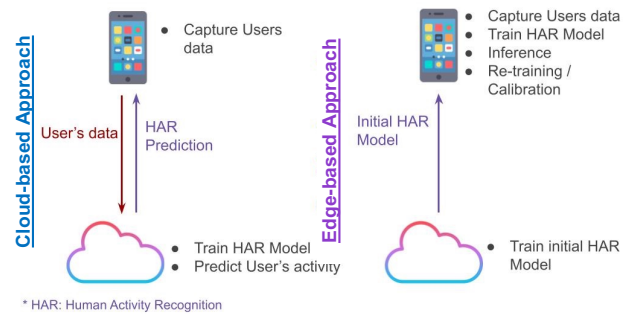 Cloud-based Approach
• Capture Users
data
User's data
HAR
Prediction
• Train HAR Model
• Predict User's activity
Edge-based Approach
• Capture Users data
• Train HAR Model
• Inference
• Re-training /
Calibration
Initial HAR
Model
• Train initial HAR
Model
* HAR: Human Activity Recognition